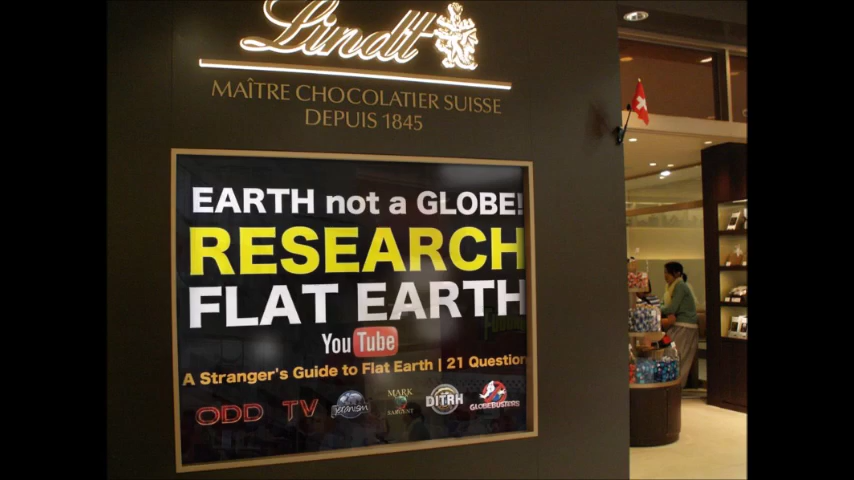 Lindt
MAÎTRE CHOCOLATIER SUISSE
DEPUIS 1845
EARTH not a GLOBE!
RESEARCH
FLAT EARTH
YouTube
A Stranger's Guide to Flat Earth | 21 Question
ODD TV
MARK
SARGENT
DITRH
GLOBEBUSTERS